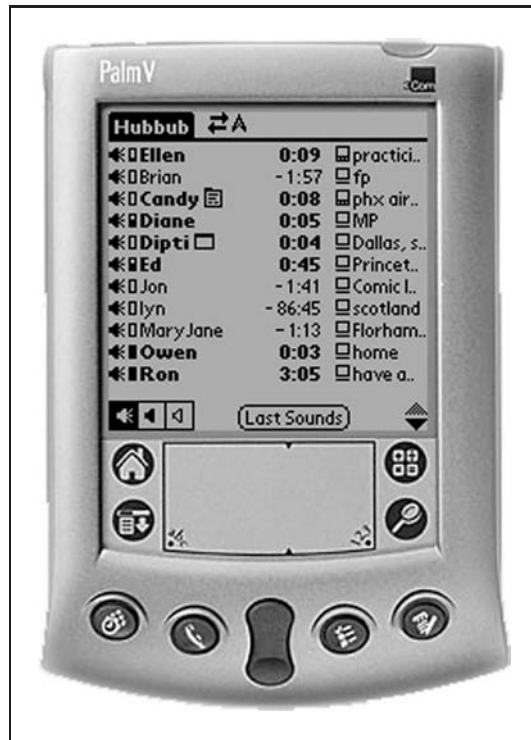 PalmV
3Com
Hubbub A
Ellen 0:09 practici..
Brian -1:57 fp
Candy 0:08 phx air..
Diane 0:05 MP
Dipti 0:04 Dallas, s..
Ed 0:45 Princet..
Jon -1:41 Comic l..
lyn -86:45 scotland
MaryJane -1:13 Florham..
Owen 0:03 home
Ron 3:05 have a..
Last Sounds
123